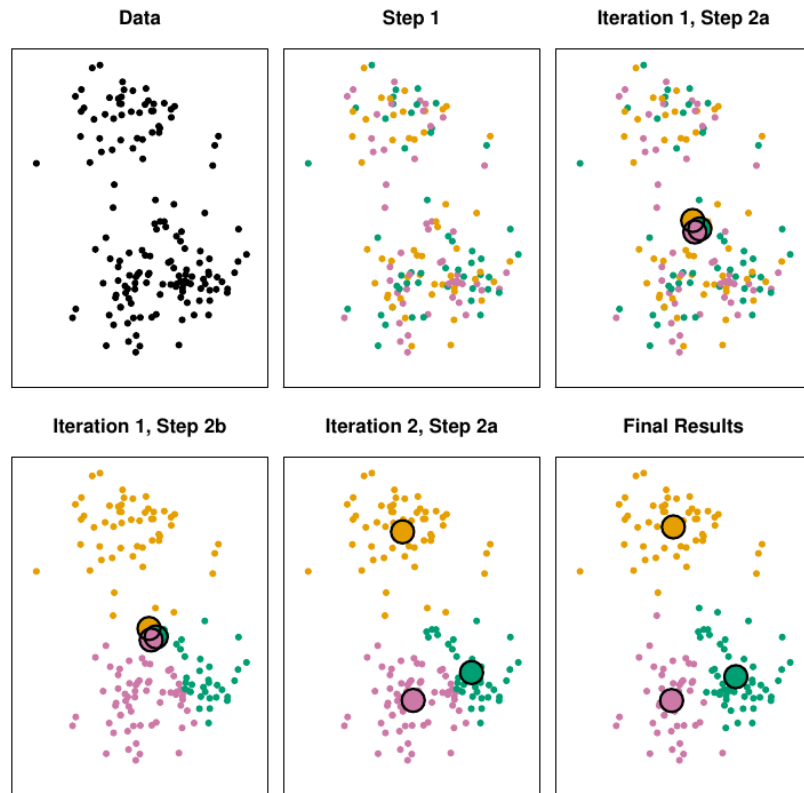 Data
Step 1
Iteration 1, Step 2a
Iteration 1, Step 2b
Iteration 2, Step 2a
Final Results